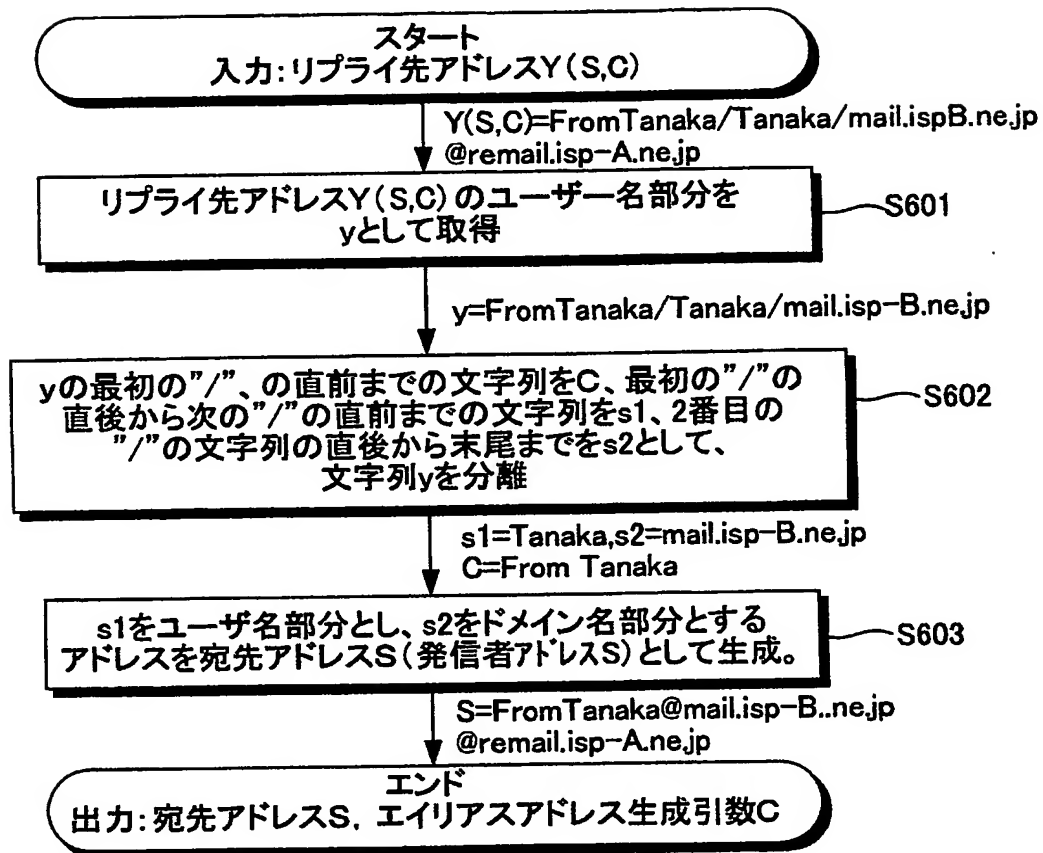 スタート
入力:リプライ先アドレスY(S,C)
Y(S,C)=FromTanaka/Tanaka/mail.ispB.ne.jp
@remail.isp-A.ne.jp
リプライ先アドレスY(S,C)のユーザー名部分を
yとして取得
S601
y=FromTanaka/Tanaka/mail.isp-B.ne.jp
yの最初の"/"、の直前までの文字列をC、最初の"/"の
直後から次の"/"の直前までの文字列をs1、2番目の
"/"の文字列の直後から末尾までをs2として、
文字列yを分離
S602
s1=Tanaka,s2=mail.isp-B.ne.jp
C=From Tanaka
s1をユーザ名部分とし、s2をドメイン名部分とする
アドレスを宛先アドレスS(発信者アドレスS)として生成。
S603
S=FromTanaka@mail.isp-B..ne.jp
@remail.isp-A.ne.jp
エンド
出力:宛先アドレスS, エイリアスアドレス生成引数C